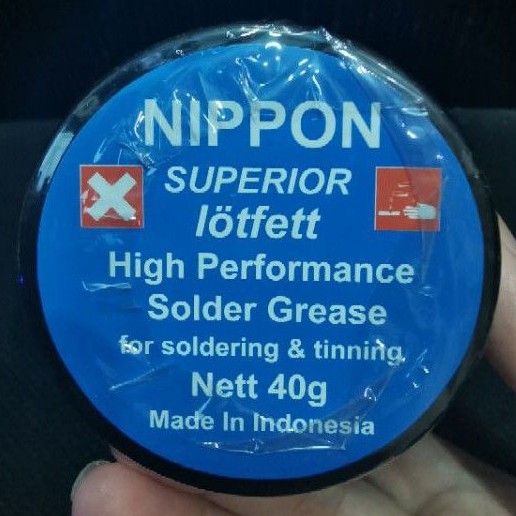 NIPPON
SUPERIOR
lötfett
High Performance
Solder Grease
for soldering & tinning
Nett 40g
Made In Indonesia